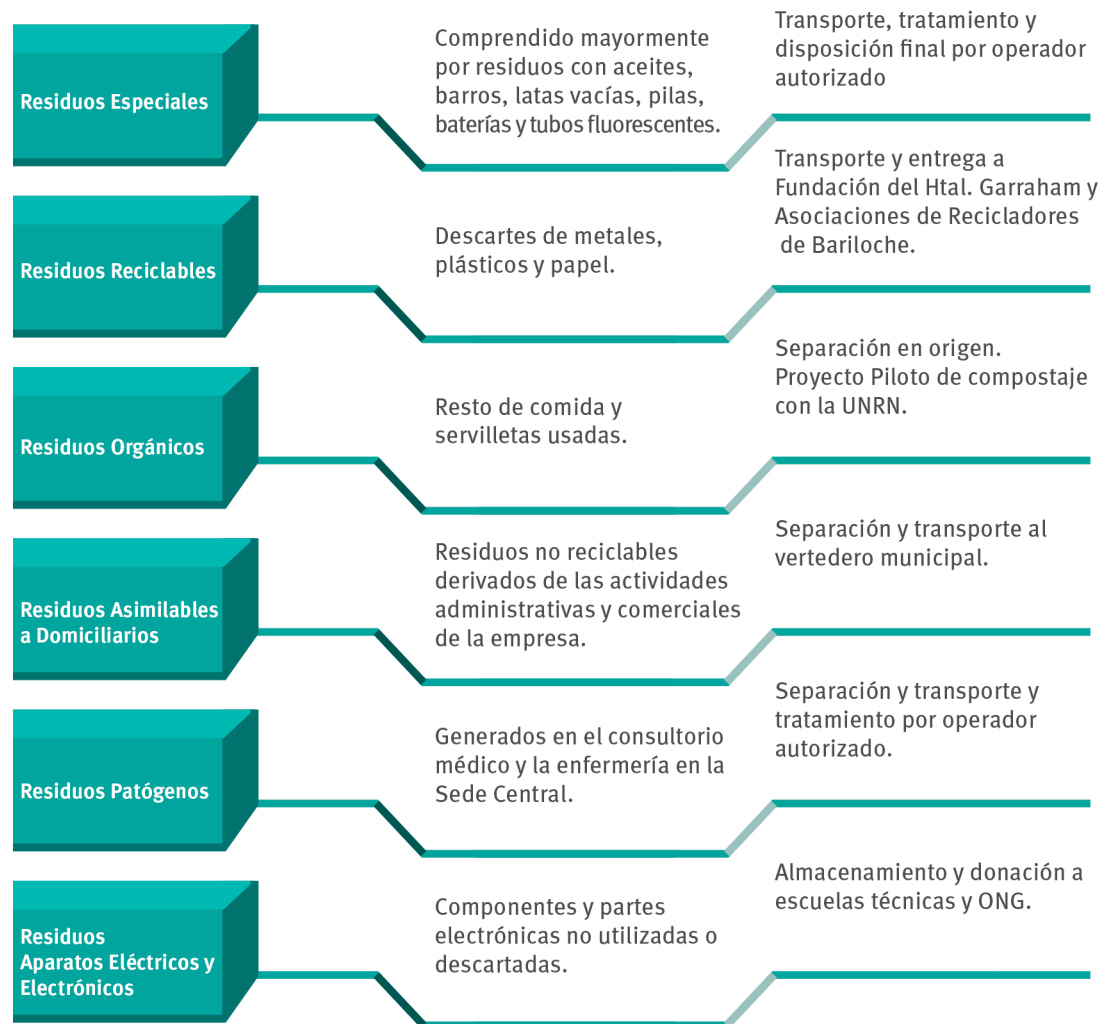 Residuos Especiales
Comprendido mayormente
por residuos con aceites,
barros, latas vacías, pilas,
baterías y tubos fluorescentes.
Transporte, tratamiento y
disposición final por operador
autorizado
Residuos Reciclables
Descartes de metales,
plásticos y papel.
Transporte y entrega a
Fundación del Htal. Garraham y
Asociaciones de Recicladores
de Bariloche.
Residuos Orgánicos
Resto de comida y
servilletas usadas.
Separación en origen.
Proyecto Piloto de compostaje
con la UNRN.
Residuos Asimilables
a Domiciliarios
Residuos no reciclables
derivados de las actividades
administrativas y comerciales
de la empresa.
Separación y transporte al
vertedero municipal.
Residuos Patógenos
Generados en el consultorio
médico y la enfermería en la
Sede Central.
Separación y transporte y
tratamiento por operador
autorizado.
Residuos
Aparatos Eléctricos y
Electrónicos
Componentes y partes
electrónicas no utilizadas o
descartadas.
Almacenamiento y donación a
escuelas técnicas y ONG.